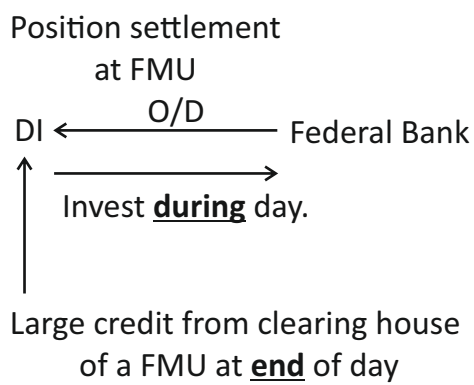 Position settlement
at FMU
O/D
DI
Federal Bank
Invest during day.
Large credit from clearing house
of a FMU at end of day